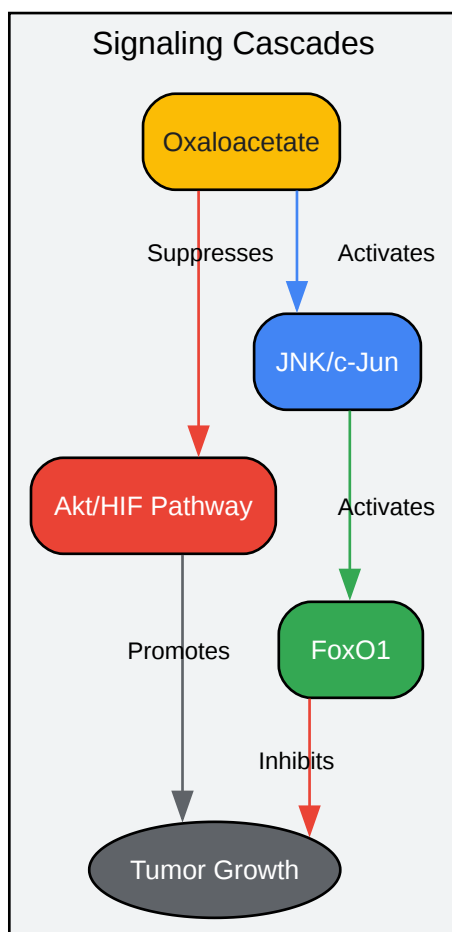 Signaling Cascades
Oxaloacetate
Suppresses
Activates
JNK/c-Jun
Akt/HIF Pathway
Activates
Promotes
FoxO1
Inhibits
Tumor Growth